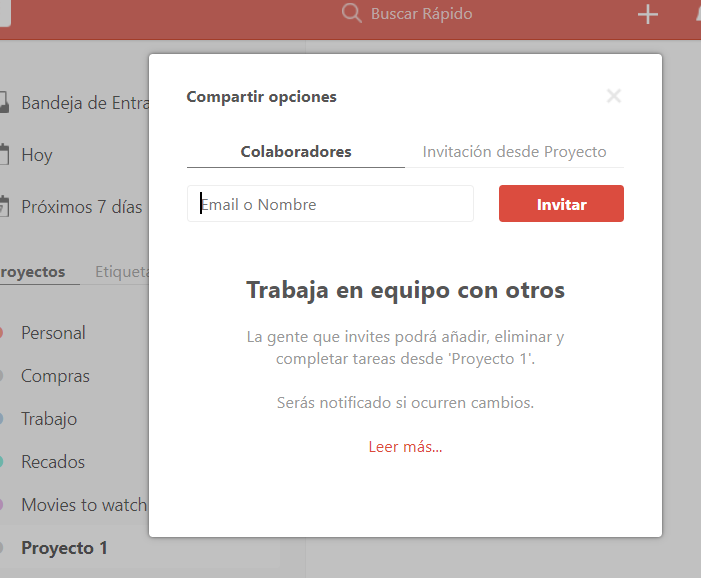 Buscar Rápido
Compartir opciones
Colaboradores
Invitación desde Proyecto
Email o Nombre
Invitar
Trabaja en equipo con otros
La gente que invites podrá añadir, eliminar y
completar tareas desde 'Proyecto 1'.
Serás notificado si ocurren cambios.
Leer más...
Bandeja de Entra
Hoy
Próximos 7 días
royectos
Etiqueta
Personal
Compras
Trabajo
Recados
Movies to watch
Proyecto 1